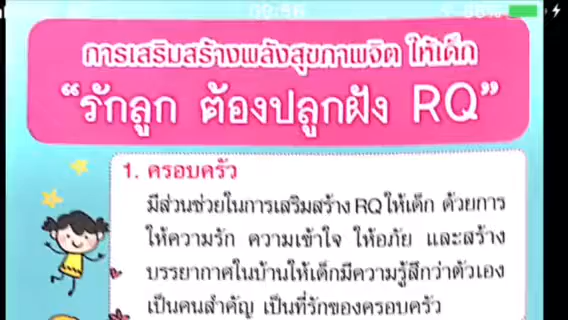 การเสริมสร้างพลังสุขภาพจิต ให้เด็ก
“รักลูก ต้องปลูกฝัง RQ”
1. ครอบครัว
มีส่วนช่วยในการเสริมสร้าง RQ ให้เด็ก ด้วยการ
ให้ความรัก ความเข้าใจ ให้อภัย และสร้าง
บรรยากาศในบ้านให้เด็กมีความรู้สึกว่าตัวเอง
เป็นคนสำคัญ เป็นที่รักของครอบครัว